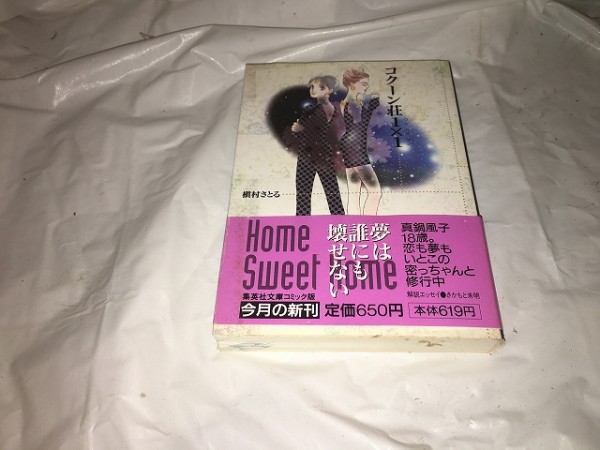 コクーン荘1×1
槇村さとる
Home
Sweet Home
夢は
誰にも
壊せない
真鍋風子
18歳。
恋も夢も
いとこの
密っちゃんと
修行中
解説エッセイ●さかもと未明
集英社文庫コミック版
今月の新刊
定価650円
本体619円